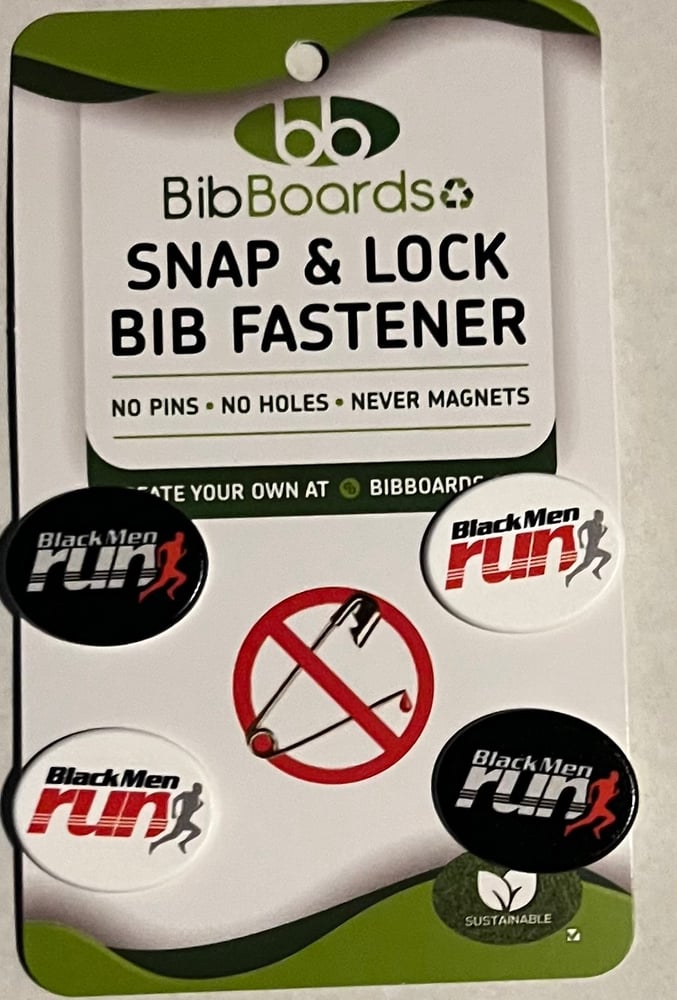 bb
BibBoards
SNAP & LOCK
BIB FASTENER
NO PINS • NO HOLES • NEVER MAGNETS
YOUR OWN AT BIBBOARDS
BlackMen
run
BlackMen
run
BlackMen
run
BlackMen
run
SUSTAINABLE